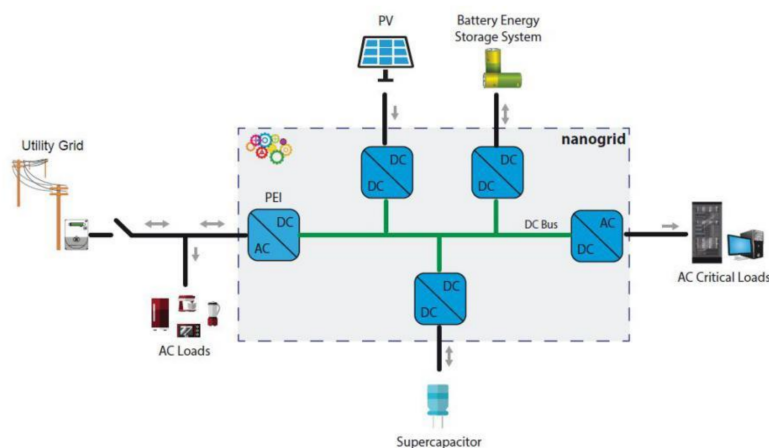 PV
Battery Energy
Storage System
Utility Grid
nanogrid
DC
DC
DC
DC
PEI
DC
AC
DC Bus
AC
DC
AC Critical Loads
DC
DC
AC Loads
Supercapacitor